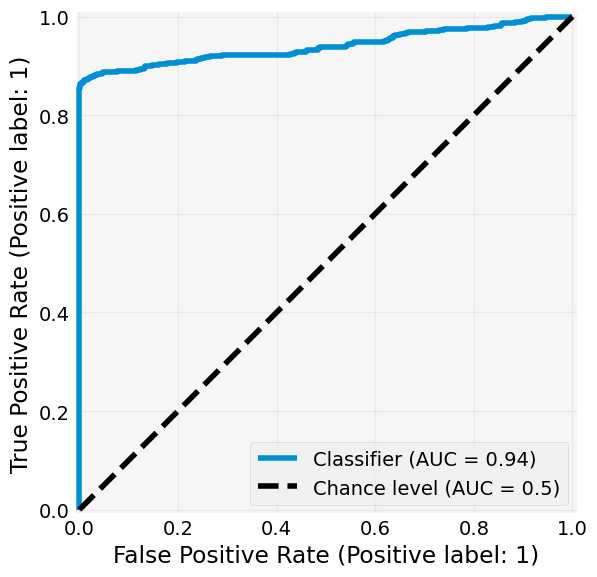 True Positive Rate (Positive label: 1)
1.0
0.8
0.6
0.4
0.2
0.0
Classifier (AUC = 0.94)
Chance level (AUC = 0.5)
0.0 0.2 0.4 0.6 0.8 1.0
False Positive Rate (Positive label: 1)